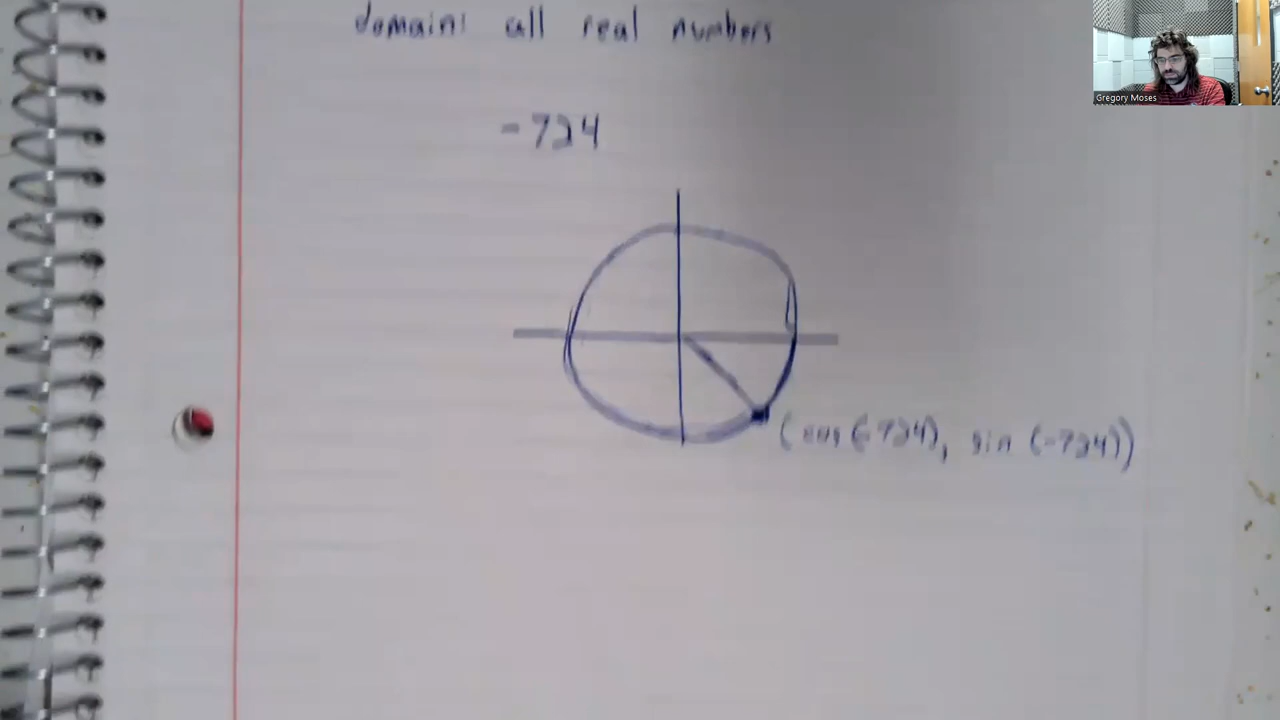 domain: all real numbers
Gregory Moses
-724
(cos (-724), sin (-724))